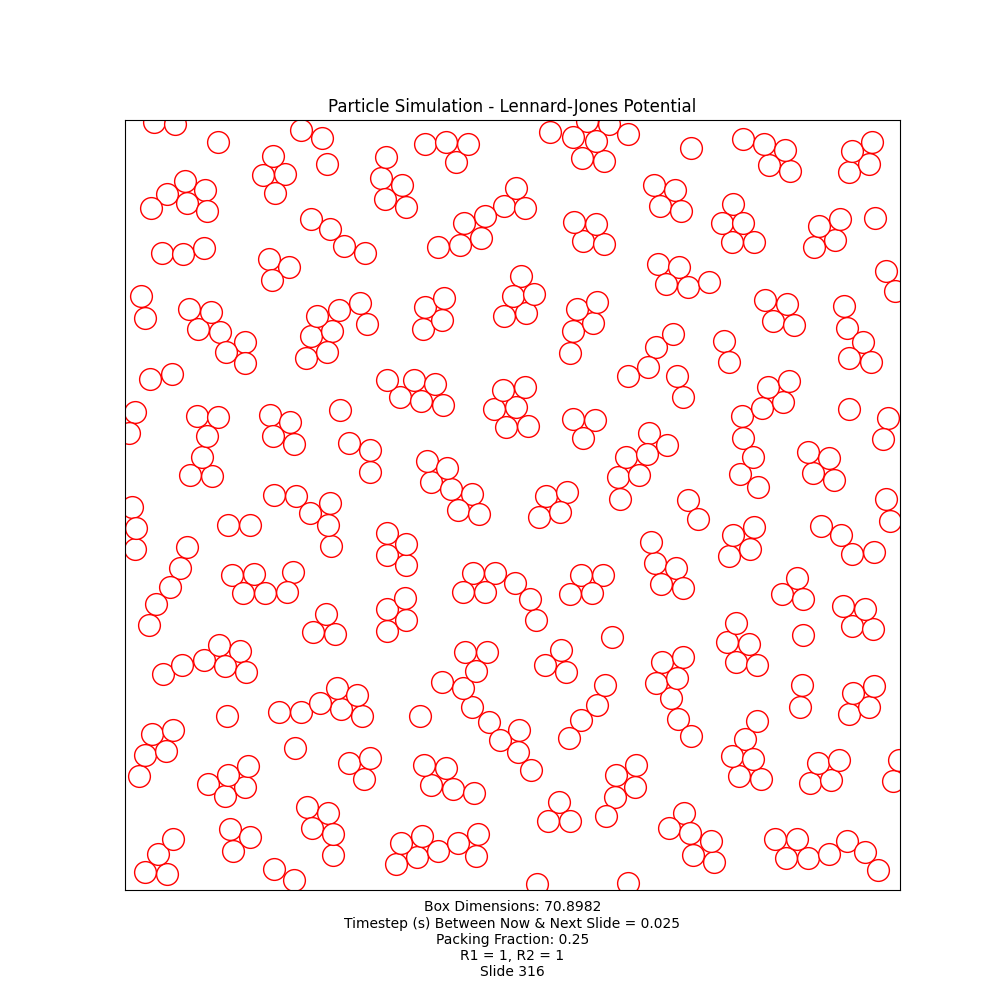 Particle Simulation - Lennard-Jones Potential
Box Dimensions: 70.8982
Timestep (s) Between Now & Next Slide = 0.025
Packing Fraction: 0.25
R1 = 1, R2 = 1
Slide 316